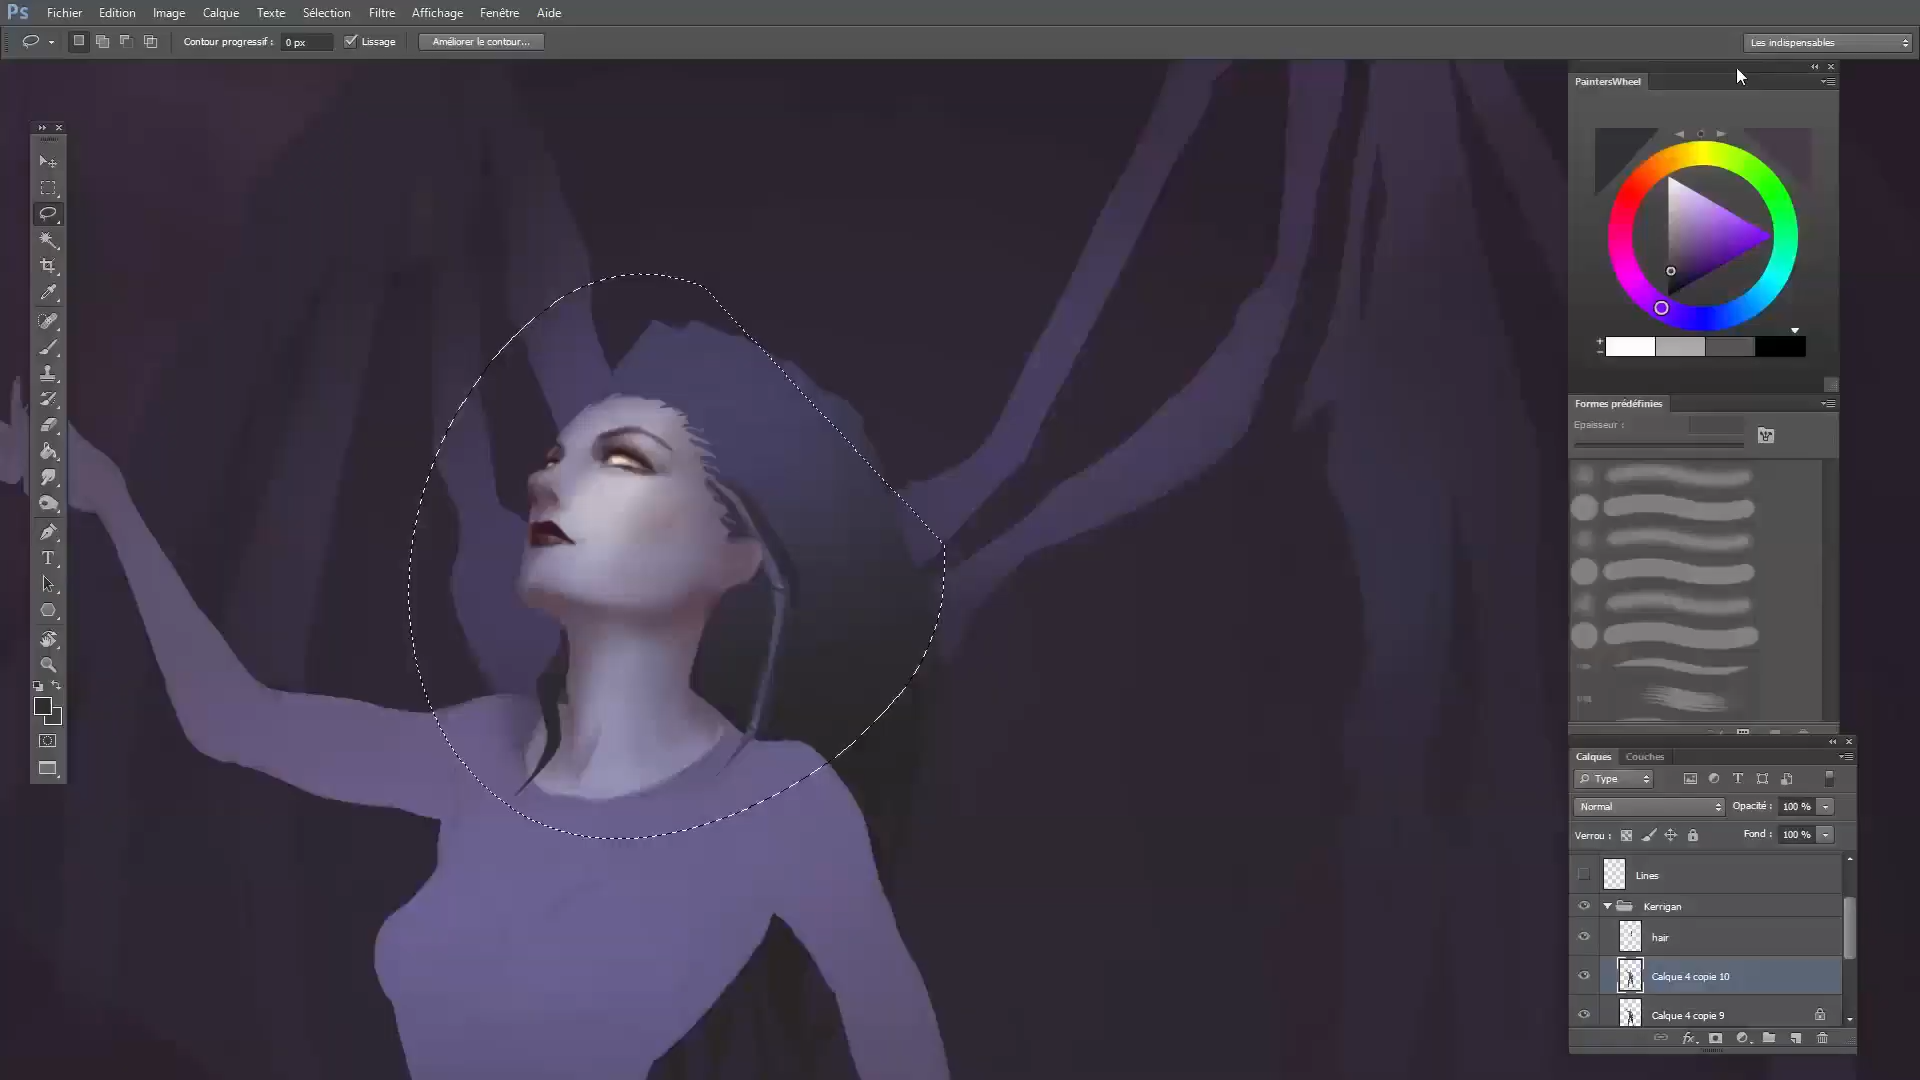 Ps Fichier Edition Image Calque Texte Sélection Filtre Affichage Fenêtre Aide
Contour progressif : 0 px Lissage Améliorer le contour... Les indispensables
PaintersWheel
Formes prédéfinies
Epaisseur :
T
Calques Couches
Type T
Normal Opacité : 100 %
Verrou : Fond : 100 %
Lines
Kerrigan
hair
Calque 4 copie 10
Calque 4 copie 9
fx